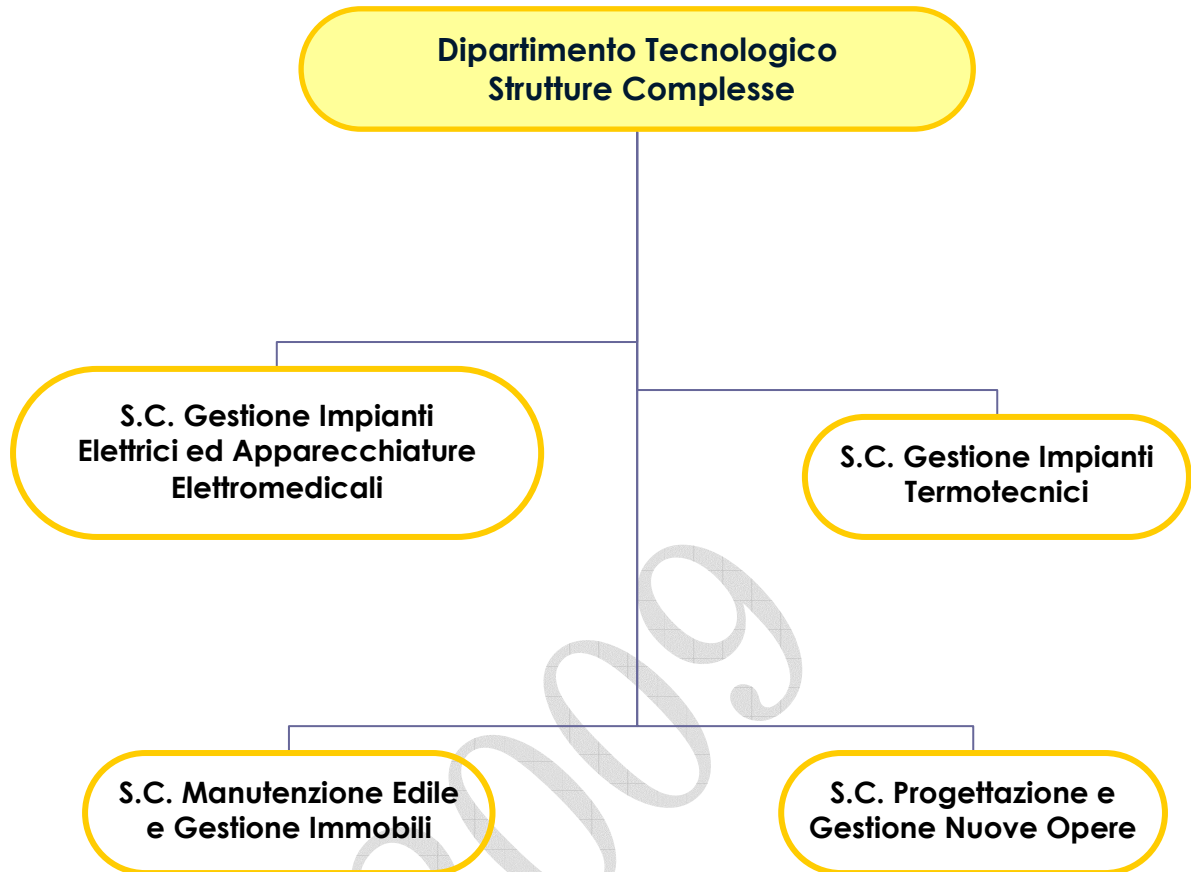 Dipartimento Tecnologico
Strutture Complesse
S.C. Gestione Impianti
Elettrici ed Apparecchiature
Elettromedicali
S.C. Gestione Impianti
Termotecnici
S.C. Manutenzione Edile
e Gestione Immobili
S.C. Progettazione e
Gestione Nuove Opere
2009